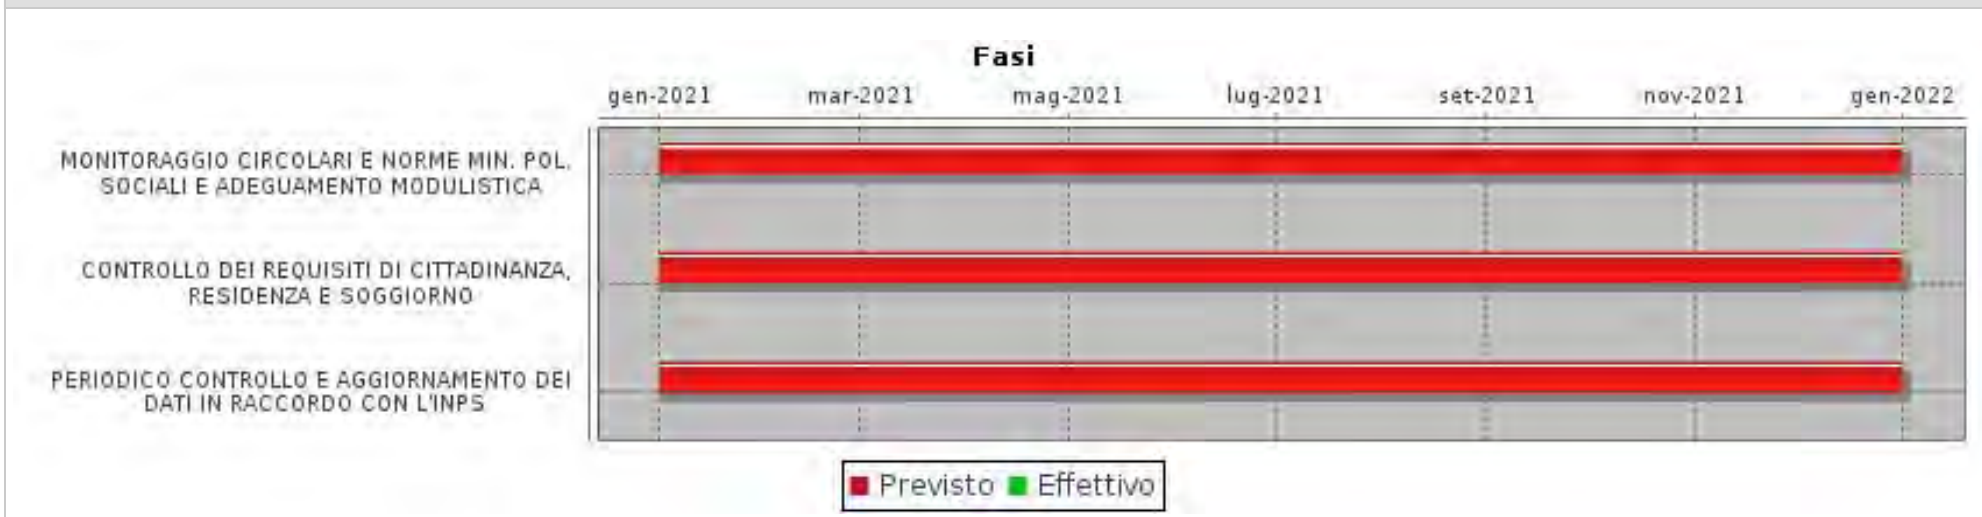 Fasi
gen-2021 mar-2021 mag-2021 lug-2021 set-2021 nov-2021 gen-2022
MONITORAGGIO CIRCOLARI E NORME MIN. POL.
SOCIALI E ADEGUAMENTO MODULISTICA
CONTROLLO DEI REQUISITI DI CITTADINANZA,
RESIDENZA E SOGGIORNO
PERIODICO CONTROLLO E AGGIORNAMENTO DEI
DATI IN RACCORDO CON L'INPS
Previsto Effettivo